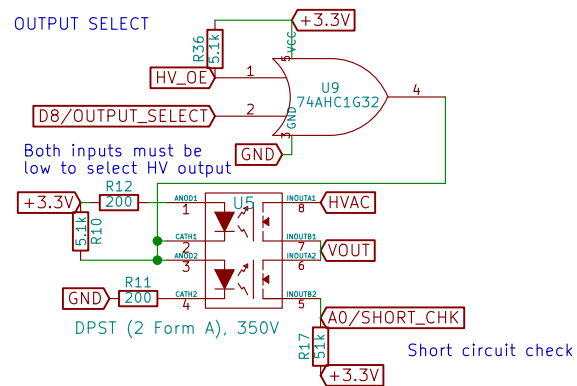 OUTPUT SELECT
+3.3V
R36
5.1k
5
VCC
HV_OE
1
U9
74AHC1G32
4
D8/OUTPUT_SELECT
2
3
GND
GND
Both inputs must be
low to select HV output
+3.3V
R12
200
5.1k
R10
ANOD1
1
U5
INOUTA1
8
HVAC
CATH1
2
INOUTB1
7
VOUT
ANOD2
3
INOUTA2
6
GND
R11
200
CATH2
4
INOUTB2
5
DPST (2 Form A), 350V
A0/SHORT_CHK
R17
51k
Short circuit check
+3.3V